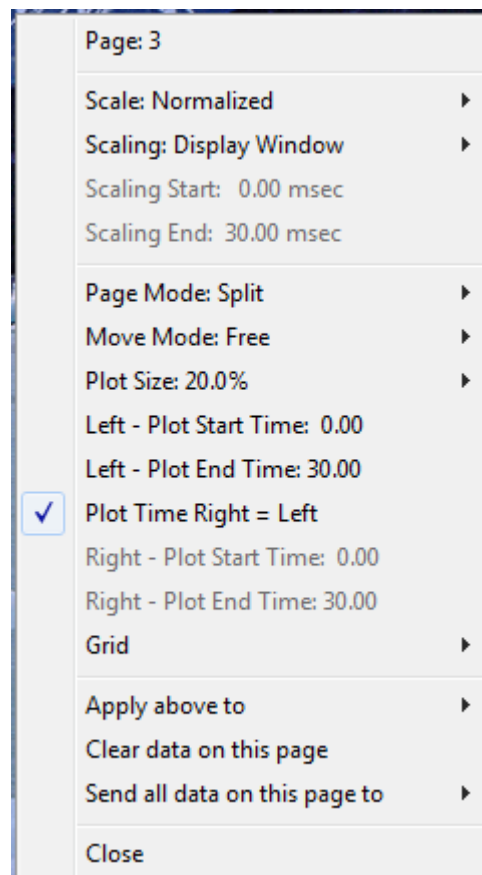 Page: 3
Scale: Normalized
Scaling: Display Window
Scaling Start:  0.00 msec
Scaling End:  30.00 msec
Page Mode: Split
Move Mode: Free
Plot Size: 20.0%
Left - Plot Start Time:  0.00
Left - Plot End Time: 30.00
Plot Time Right = Left
Right - Plot Start Time:  0.00
Right - Plot End Time: 30.00
Grid
Apply above to
Clear data on this page
Send all data on this page to
Close